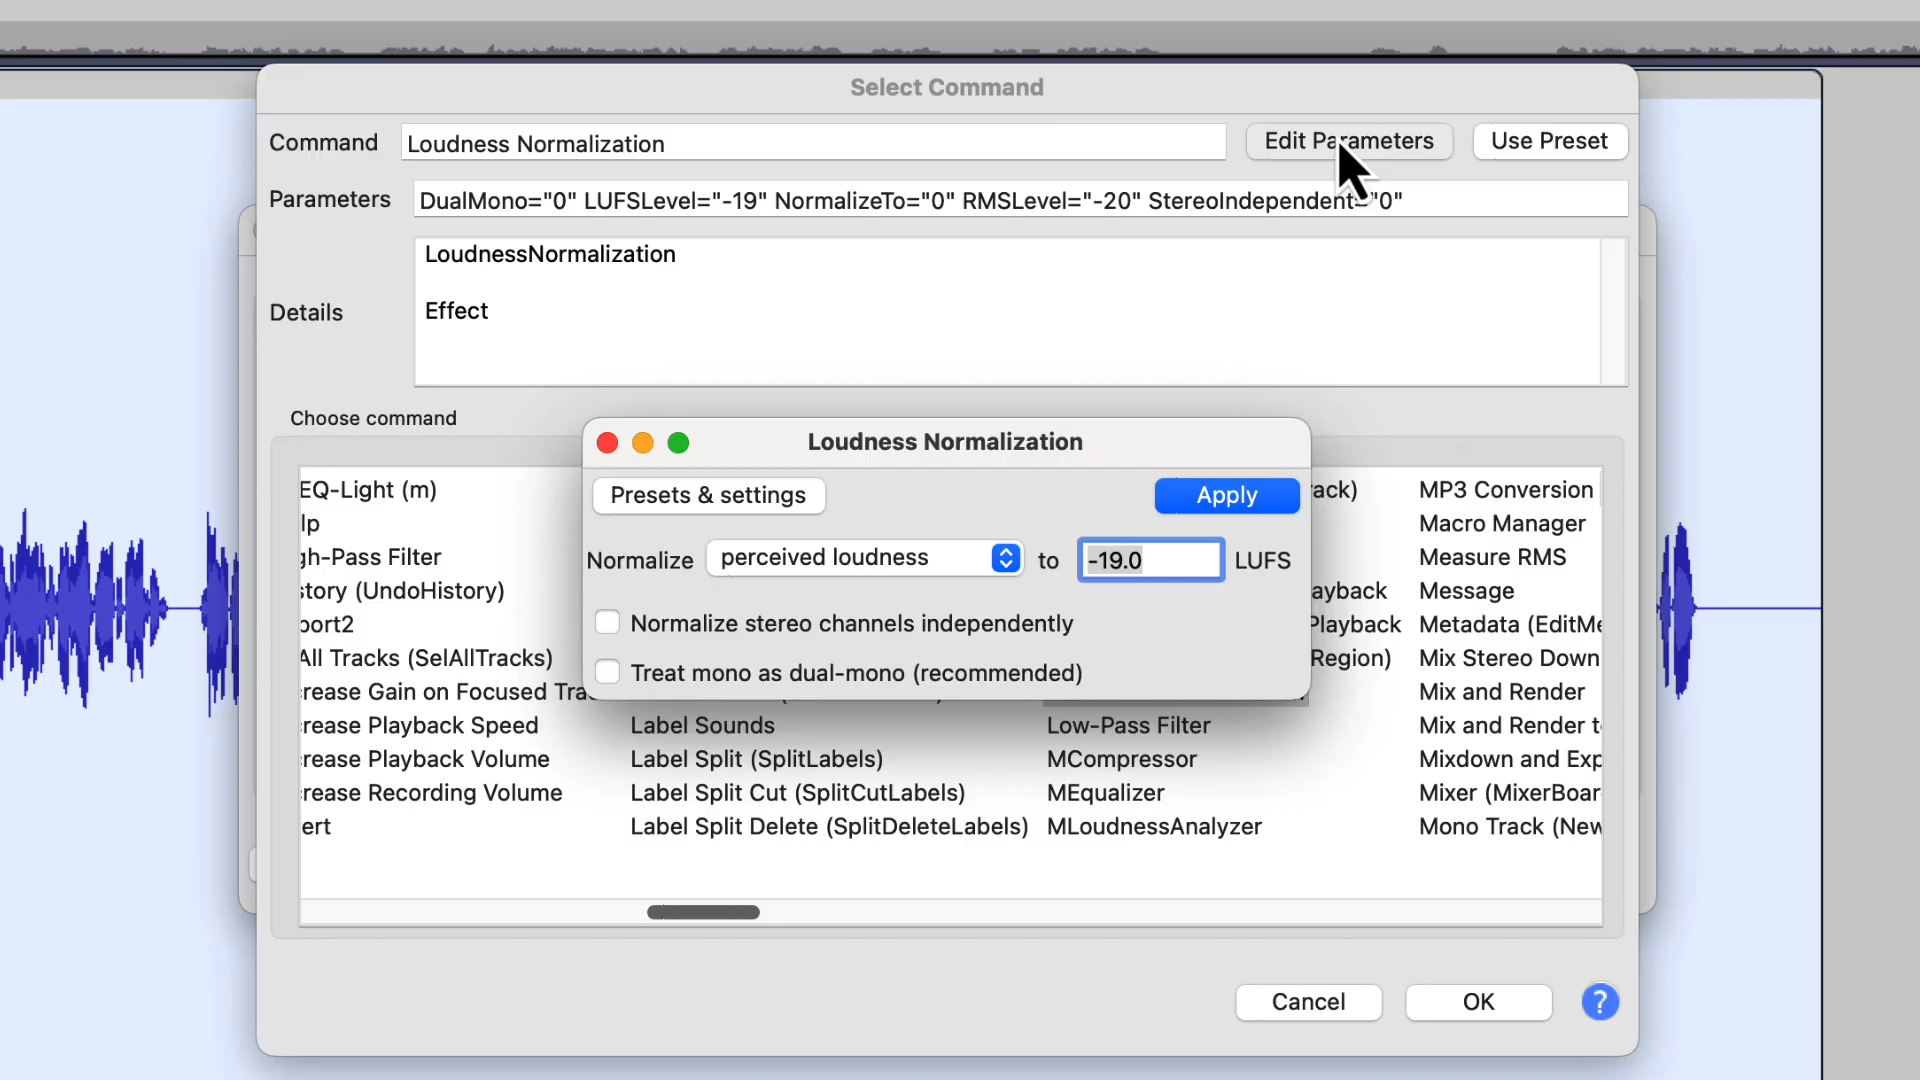 Select Command
Command Loudness Normalization Edit Parameters Use Preset
Parameters DualMono="0" LUFSLevel="-19" NormalizeTo="0" RMSLevel="-20" StereoIndependent="0"
LoudnessNormalization
Details
Effect
Choose command
Loudness Normalization
Presets & settings Apply
Normalize perceived loudness to -19.0 LUFS
Normalize stereo channels independently
Treat mono as dual-mono (recommended)
EQ-Light (m)
lp
gh-Pass Filter
story (UndoHistory)
port2
All Tracks (SelAllTracks)
crease Gain on Focused Tra
crease Playback Speed
crease Playback Volume
crease Recording Volume
ert
Label Sounds
Label Split (SplitLabels)
Label Split Cut (SplitCutLabels)
Label Split Delete (SplitDeleteLabels)
ack)
ayback
Playback
Region)
Low-Pass Filter
MCompressor
MEqualizer
MLoudnessAnalyzer
MP3 Conversion
Macro Manager
Measure RMS
Message
Metadata (EditMe
Mix Stereo Down
Mix and Render
Mix and Render t
Mixdown and Exp
Mixer (MixerBoar
Mono Track (New
Cancel OK ?